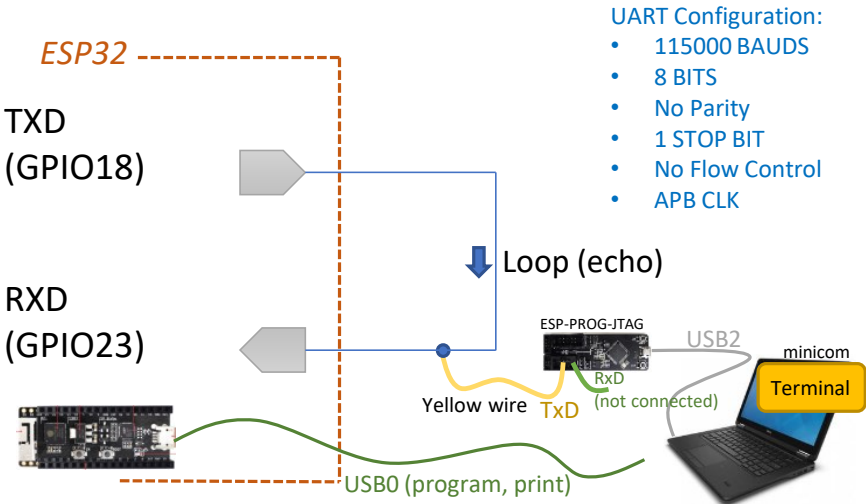 UART Configuration:
• 115000 BAUDS
• 8 BITS
• No Parity
• 1 STOP BIT
• No Flow Control
• APB CLK
ESP32
TXD
(GPIO18)
Loop (echo)
RXD
(GPIO23)
ESP-PROG-JTAG
USB2
minicom
Terminal
RxD
(not connected)
Yellow wire TxD
USB0 (program, print)